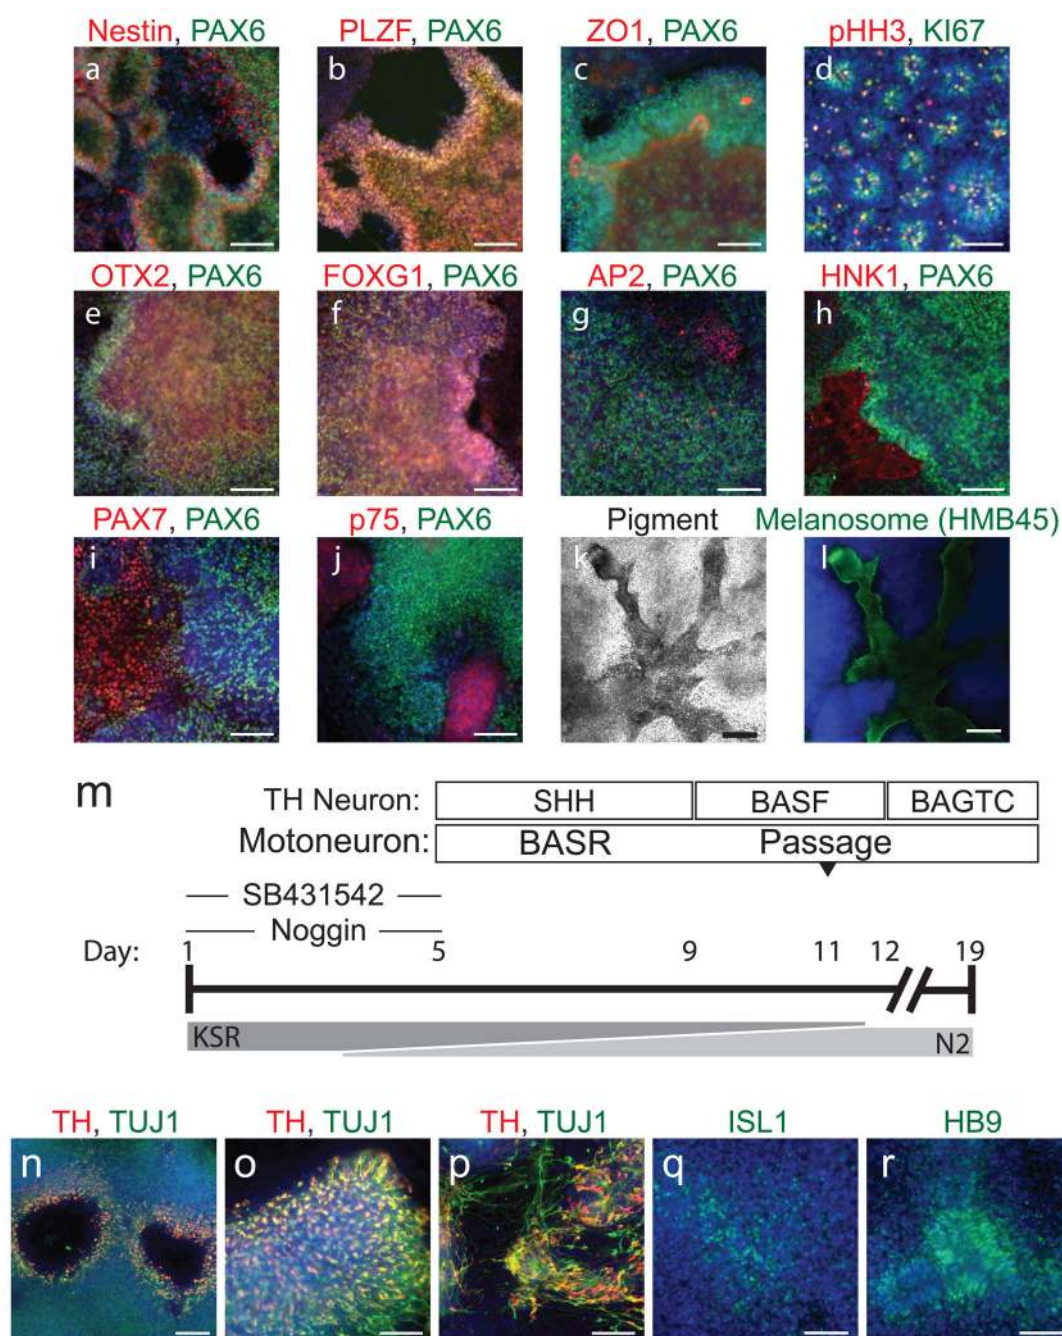 Nestin, PAX6 PLZF, PAX6 ZO1, PAX6 pHH3, KI67
a b c d
OTX2, PAX6 FOXG1, PAX6 AP2, PAX6 HNK1, PAX6
e f g h
PAX7, PAX6 p75, PAX6 Pigment Melanosome (HMB45)
i j k l
m
TH Neuron: SHH BASF BAGTC
Motoneuron: BASR Passage
SB431542
Noggin
Day: 1 5 9 11 12 19
KSR N2
TH, TUJ1 TH, TUJ1 TH, TUJ1 ISL1 HB9
n o p q r